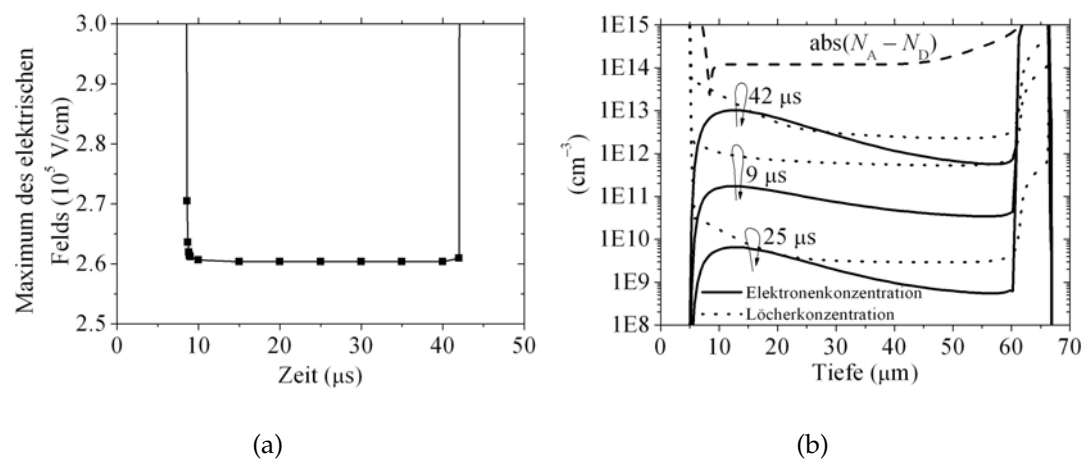 Maximum des elektrischen
Felds (10⁵ V/cm)
3.0
2.9
2.8
2.7
2.6
2.5
0 10 20 30 40 50
Zeit (µs)
(a)
(cm⁻³)
1E15
1E14
1E13
1E12
1E11
1E10
1E9
1E8
abs(N_A – N_D)
42 µs
9 µs
25 µs
Elektronenkonzentration
Löcherkonzentration
0 10 20 30 40 50 60 70
Tiefe (µm)
(b)